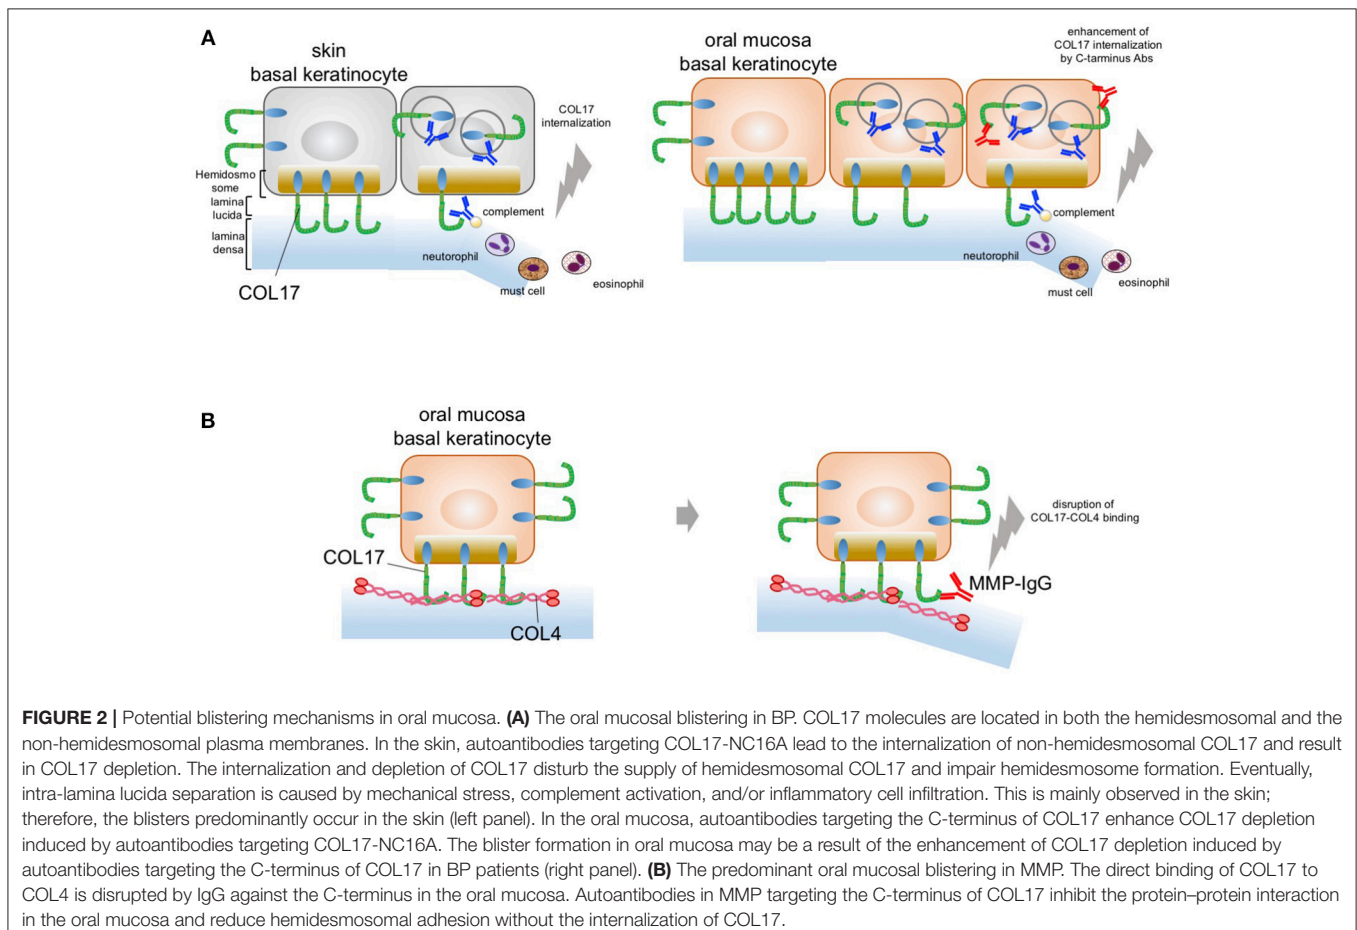 A
skin
basal keratinocyte
COL17
internalization
Hemidosmo
some
lamina
lucida
lamina
densa
COL17
complement
neutorophil
must cell
eosinophil
oral mucosa
basal keratinocyte
enhancement of
COL17 internalization
by C-tarminus Abs
complement
neutorophil
must cell
eosinophil
B
oral mucosa
basal keratinocyte
COL17
COL4
disruption of
COL17-COL4 binding
MMP-IgG
FIGURE 2 | Potential blistering mechanisms in oral mucosa. (A) The oral mucosal blistering in BP. COL17 molecules are located in both the hemidesmosomal and the
non-hemidesmosomal plasma membranes. In the skin, autoantibodies targeting COL17-NC16A lead to the internalization of non-hemidesmosomal COL17 and result
in COL17 depletion. The internalization and depletion of COL17 disturb the supply of hemidesmosomal COL17 and impair hemidesmosome formation. Eventually,
intra-lamina lucida separation is caused by mechanical stress, complement activation, and/or inflammatory cell infiltration. This is mainly observed in the skin;
therefore, the blisters predominantly occur in the skin (left panel). In the oral mucosa, autoantibodies targeting the C-terminus of COL17 enhance COL17 depletion
induced by autoantibodies targeting COL17-NC16A. The blister formation in oral mucosa may be a result of the enhancement of COL17 depletion induced by
autoantibodies targeting the C-terminus of COL17 in BP patients (right panel). (B) The predominant oral mucosal blistering in MMP. The direct binding of COL17 to
COL4 is disrupted by IgG against the C-terminus in the oral mucosa. Autoantibodies in MMP targeting the C-terminus of COL17 inhibit the protein–protein interaction
in the oral mucosa and reduce hemidesmosomal adhesion without the internalization of COL17.